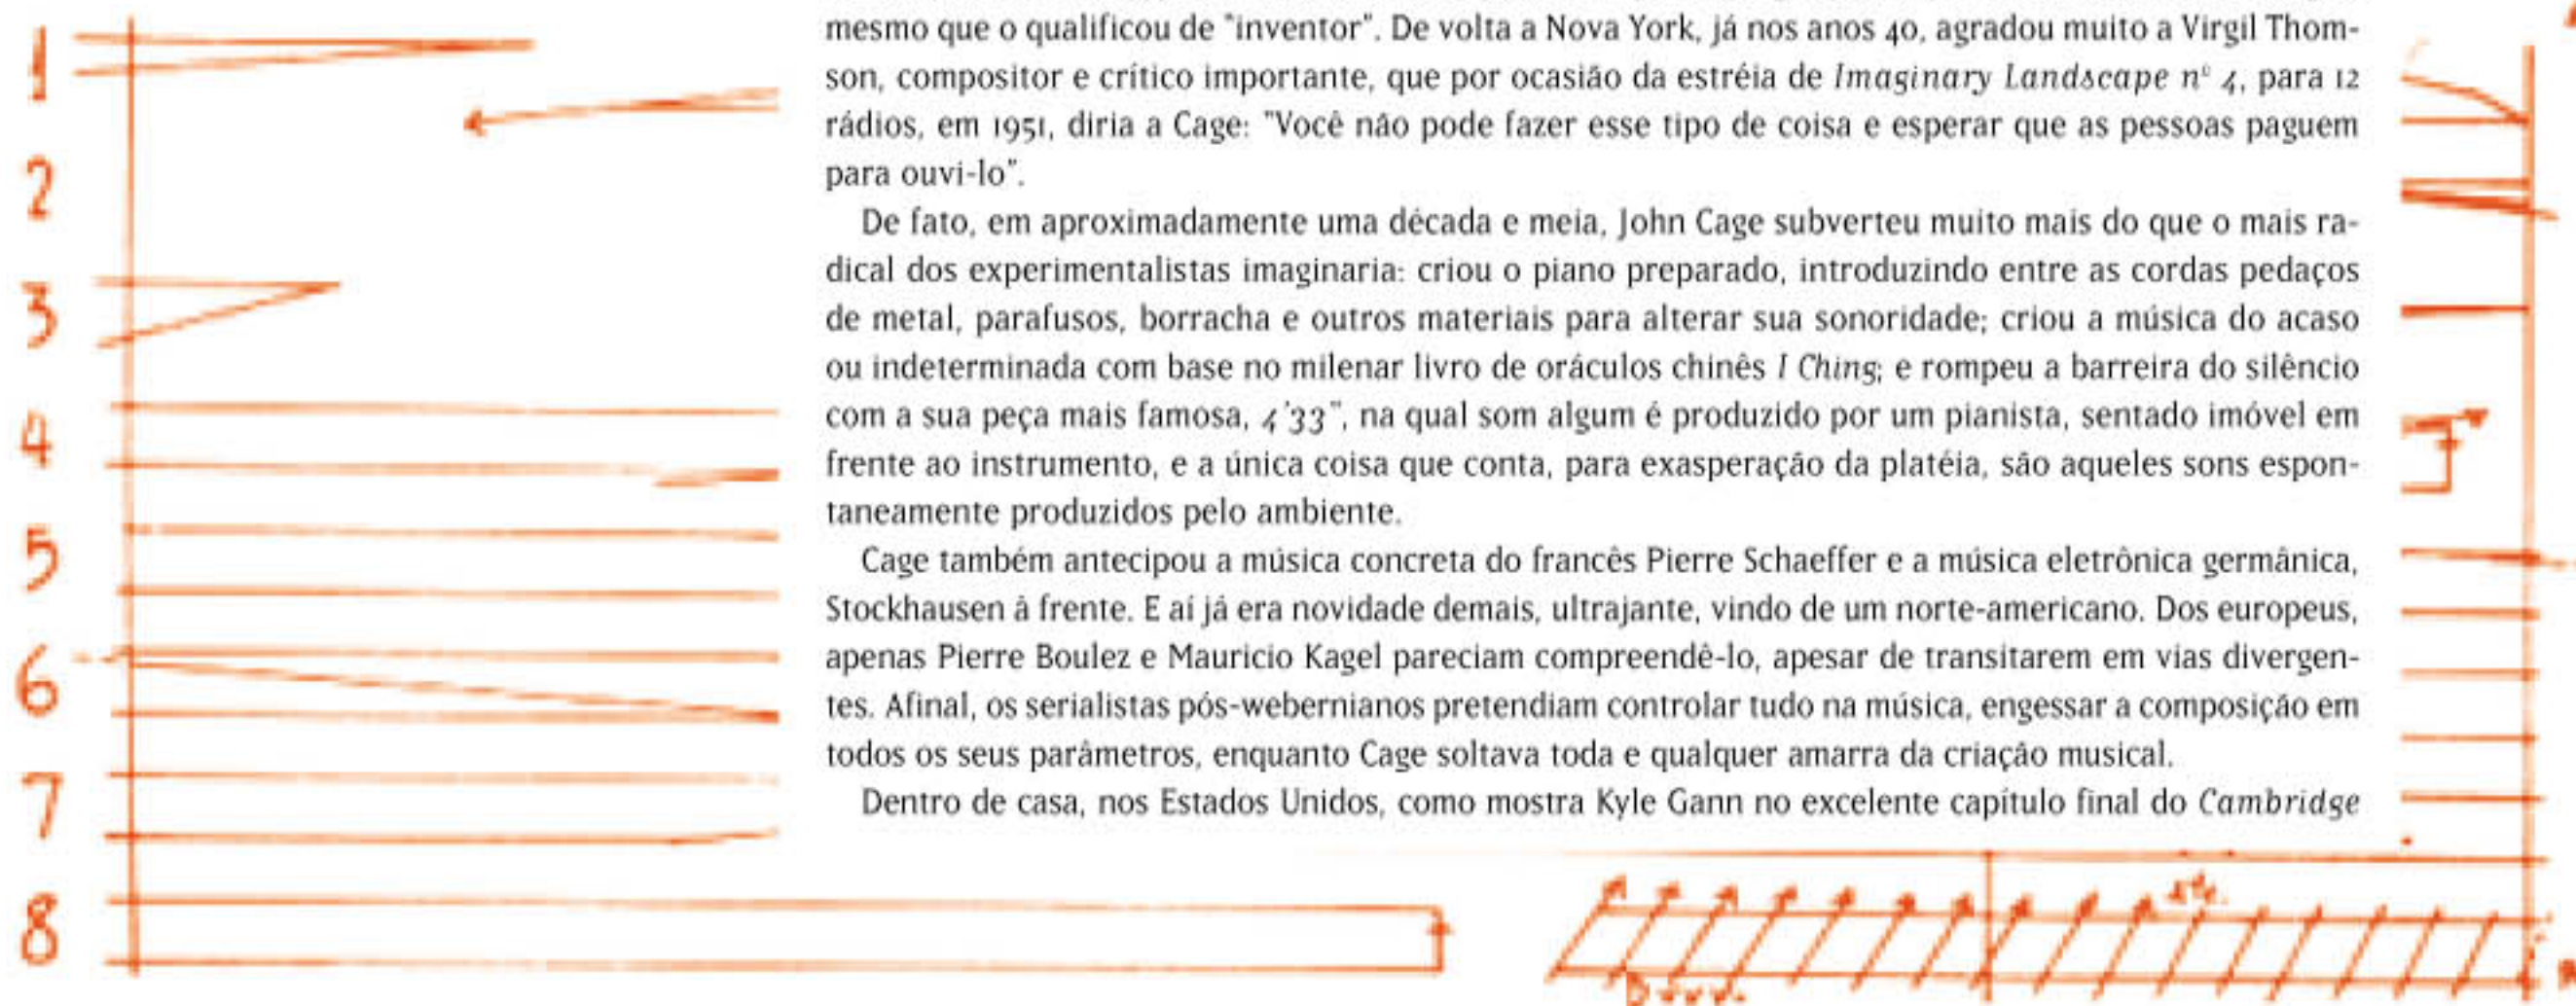 1
2
3
4
5
6
7
8
mesmo que o qualificou de "inventor". De volta a Nova York, já nos anos 40, agradou muito a Virgil Thom-
son, compositor e crítico importante, que por ocasião da estréia de Imaginary Landscape nº 4, para 12
rádios, em 1951, diria a Cage: "Você não pode fazer esse tipo de coisa e esperar que as pessoas paguem
para ouvi-lo".
De fato, em aproximadamente uma década e meia, John Cage subverteu muito mais do que o mais ra-
dical dos experimentalistas imaginaria: criou o piano preparado, introduzindo entre as cordas pedaços
de metal, parafusos, borracha e outros materiais para alterar sua sonoridade; criou a música do acaso
ou indeterminada com base no milenar livro de oráculos chinês I Ching; e rompeu a barreira do silêncio
com a sua peça mais famosa, 4'33", na qual som algum é produzido por um pianista, sentado imóvel em
frente ao instrumento, e a única coisa que conta, para exasperação da platéia, são aqueles sons espon-
taneamente produzidos pelo ambiente.
Cage também antecipou a música concreta do francês Pierre Schaeffer e a música eletrônica germânica,
Stockhausen à frente. E aí já era novidade demais, ultrajante, vindo de um norte-americano. Dos europeus,
apenas Pierre Boulez e Mauricio Kagel pareciam compreendê-lo, apesar de transitarem em vias divergen-
tes. Afinal, os serialistas pós-webernianos pretendiam controlar tudo na música, engessar a composição em
todos os seus parâmetros, enquanto Cage soltava toda e qualquer amarra da criação musical.
Dentro de casa, nos Estados Unidos, como mostra Kyle Gann no excelente capítulo final do Cambridge